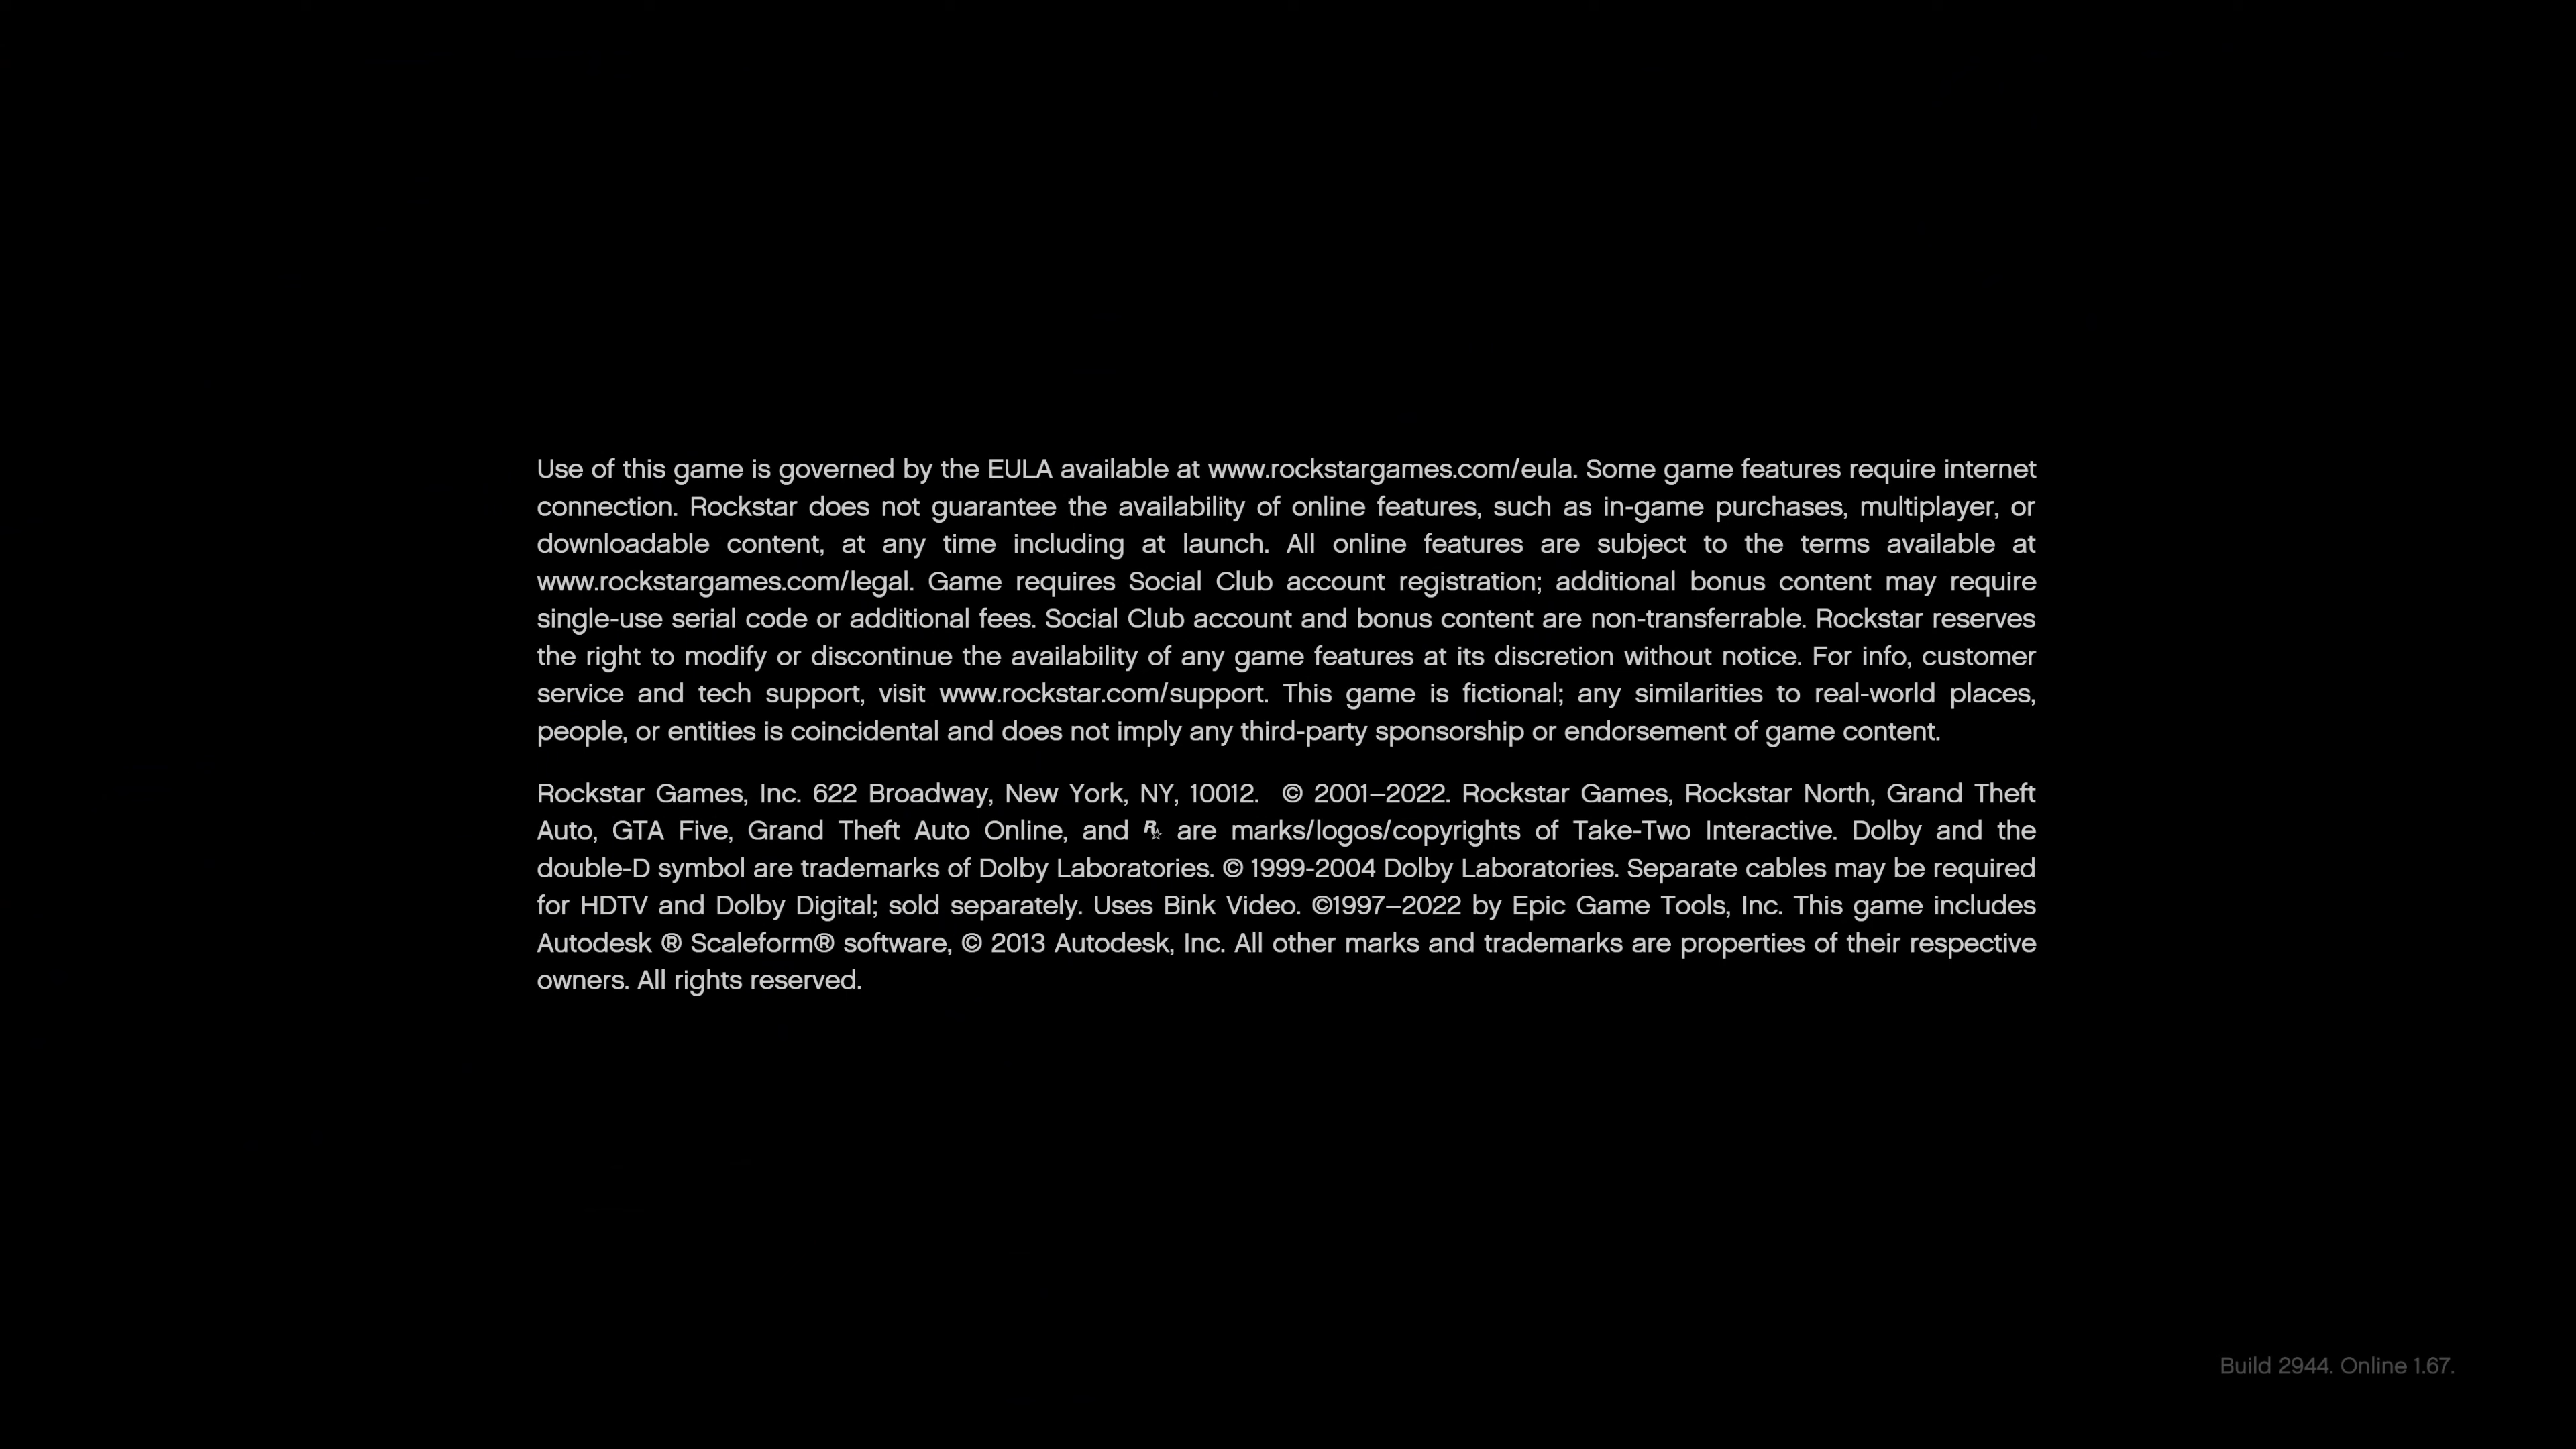 Use of this game is governed by the EULA available at www.rockstargames.com/eula. Some game features require internet
connection. Rockstar does not guarantee the availability of online features, such as in-game purchases, multiplayer, or
downloadable content, at any time including at launch. All online features are subject to the terms available at
www.rockstargames.com/legal. Game requires Social Club account registration; additional bonus content may require
single-use serial code or additional fees. Social Club account and bonus content are non-transferrable. Rockstar reserves
the right to modify or discontinue the availability of any game features at its discretion without notice. For info, customer
service and tech support, visit www.rockstar.com/support. This game is fictional; any similarities to real-world places,
people, or entities is coincidental and does not imply any third-party sponsorship or endorsement of game content.
Rockstar Games, Inc. 622 Broadway, New York, NY, 10012. © 2001–2022. Rockstar Games, Rockstar North, Grand Theft
Auto, GTA Five, Grand Theft Auto Online, and R☆ are marks/logos/copyrights of Take-Two Interactive. Dolby and the
double-D symbol are trademarks of Dolby Laboratories. © 1999-2004 Dolby Laboratories. Separate cables may be required
for HDTV and Dolby Digital; sold separately. Uses Bink Video. ©1997–2022 by Epic Game Tools, Inc. This game includes
Autodesk ® Scaleform® software, © 2013 Autodesk, Inc. All other marks and trademarks are properties of their respective
owners. All rights reserved.
Build 2944. Online 1.67.